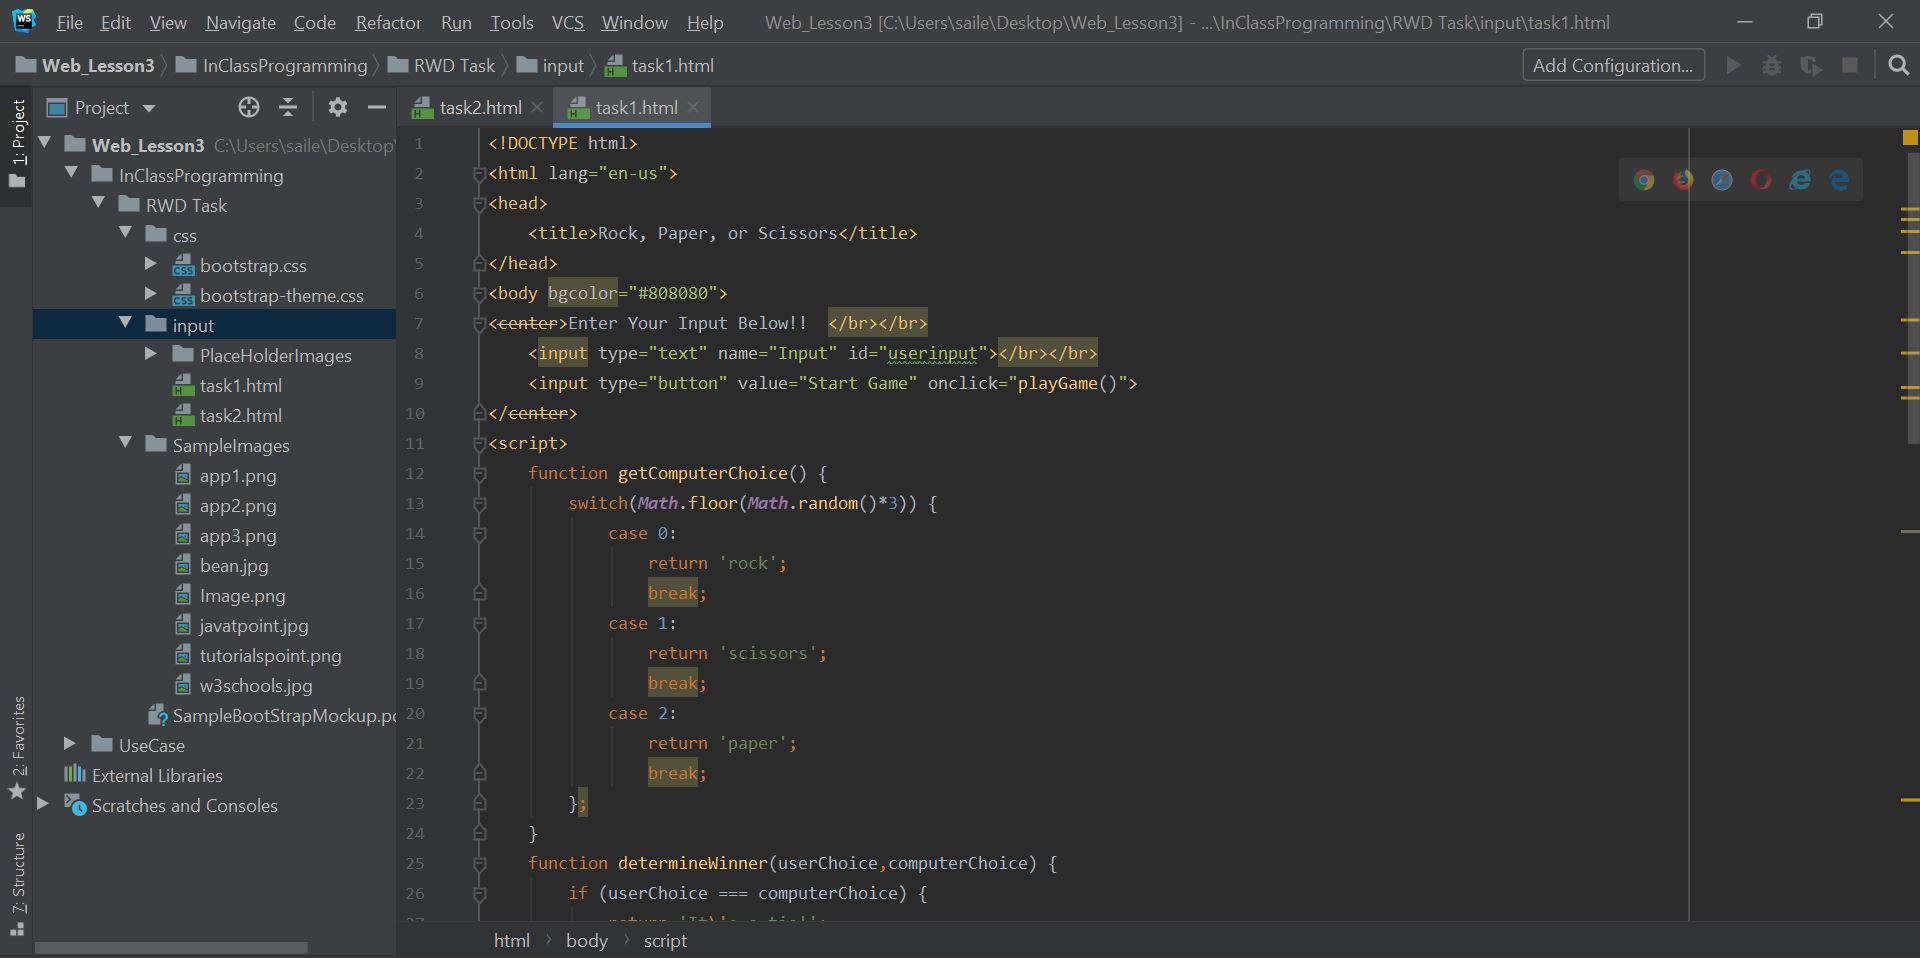 WS File Edit View Navigate Code Refactor Run Tools VCS Window Help Web_Lesson3 [C:\Users\saile\Desktop\Web_Lesson3] - ...\InClassProgramming\RWD Task\input\task1.html
Web_Lesson3 InClassProgramming RWD Task input task1.html Add Configuration...
1: Project
2: Favorites
7: Structure
Project
Web_Lesson3 C:\Users\saile\Desktop
InClassProgramming
RWD Task
css
bootstrap.css
bootstrap-theme.css
input
PlaceHolderImages
task1.html
task2.html
SampleImages
app1.png
app2.png
app3.png
bean.jpg
Image.png
javatpoint.jpg
tutorialspoint.png
w3schools.jpg
SampleBootStrapMockup.p
UseCase
External Libraries
Scratches and Consoles
task2.html task1.html
1 <!DOCTYPE html>
2 <html lang="en-us">
3 <head>
4 <title>Rock, Paper, or Scissors</title>
5 </head>
6 <body bgcolor="#808080">
7 <center>Enter Your Input Below!! </br></br>
8 <input type="text" name="Input" id="userinput"></br></br>
9 <input type="button" value="Start Game" onclick="playGame()">
10 </center>
11 <script>
12 function getComputerChoice() {
13 switch(Math.floor(Math.random()*3)) {
14 case 0:
15 return 'rock';
16 break;
17 case 1:
18 return 'scissors';
19 break;
20 case 2:
21 return 'paper';
22 break;
23 };
24 }
25 function determineWinner(userChoice,computerChoice) {
26 if (userChoice === computerChoice) {
html › body › script